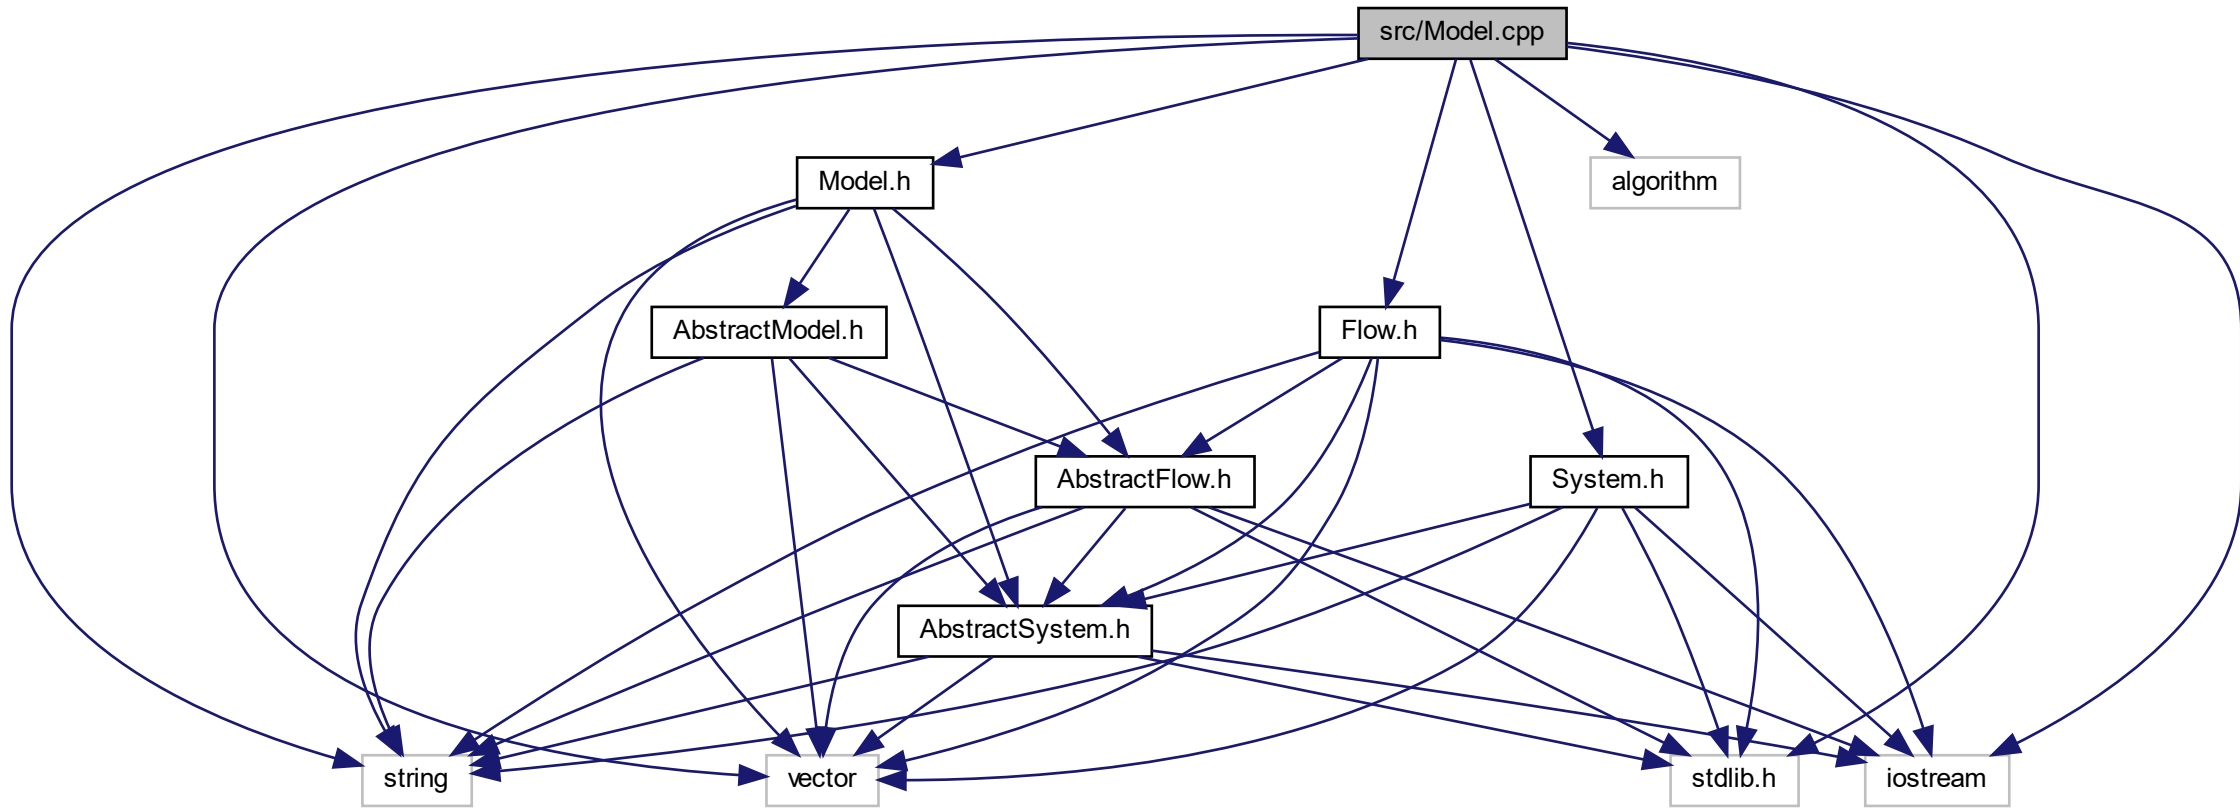 src/Model.cpp
Model.h
algorithm
AbstractModel.h
Flow.h
AbstractFlow.h
System.h
AbstractSystem.h
string
vector
stdlib.h
iostream